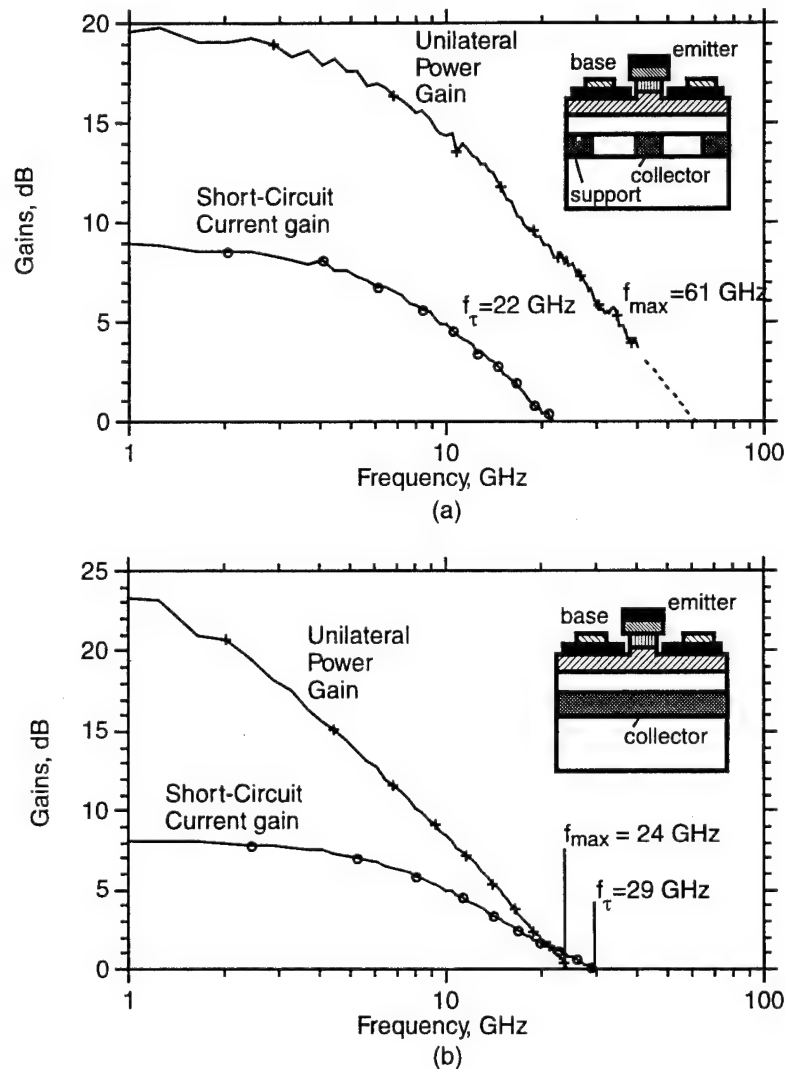 20
15
10
5
0
Gains, dB
Unilateral
Power
Gain
Short-Circuit
Current gain
fτ=22 GHz
fmax=61 GHz
base
emitter
collector
support
1
10
100
Frequency, GHz
(a)
25
20
15
10
5
0
Gains, dB
Unilateral
Power
Gain
Short-Circuit
Current gain
base
emitter
collector
fmax = 24 GHz
fτ=29 GHz
1
10
100
Frequency, GHz
(b)